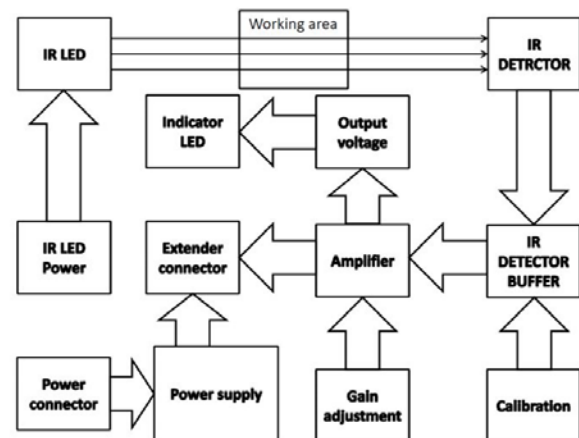 Working area
IR LED
IR
DETRCTOR
Indicator
LED
Output
voltage
IR LED
Power
Extender
connector
Amplifier
IR
DETECTOR
BUFFER
Power
connector
Power supply
Gain
adjustment
Calibration